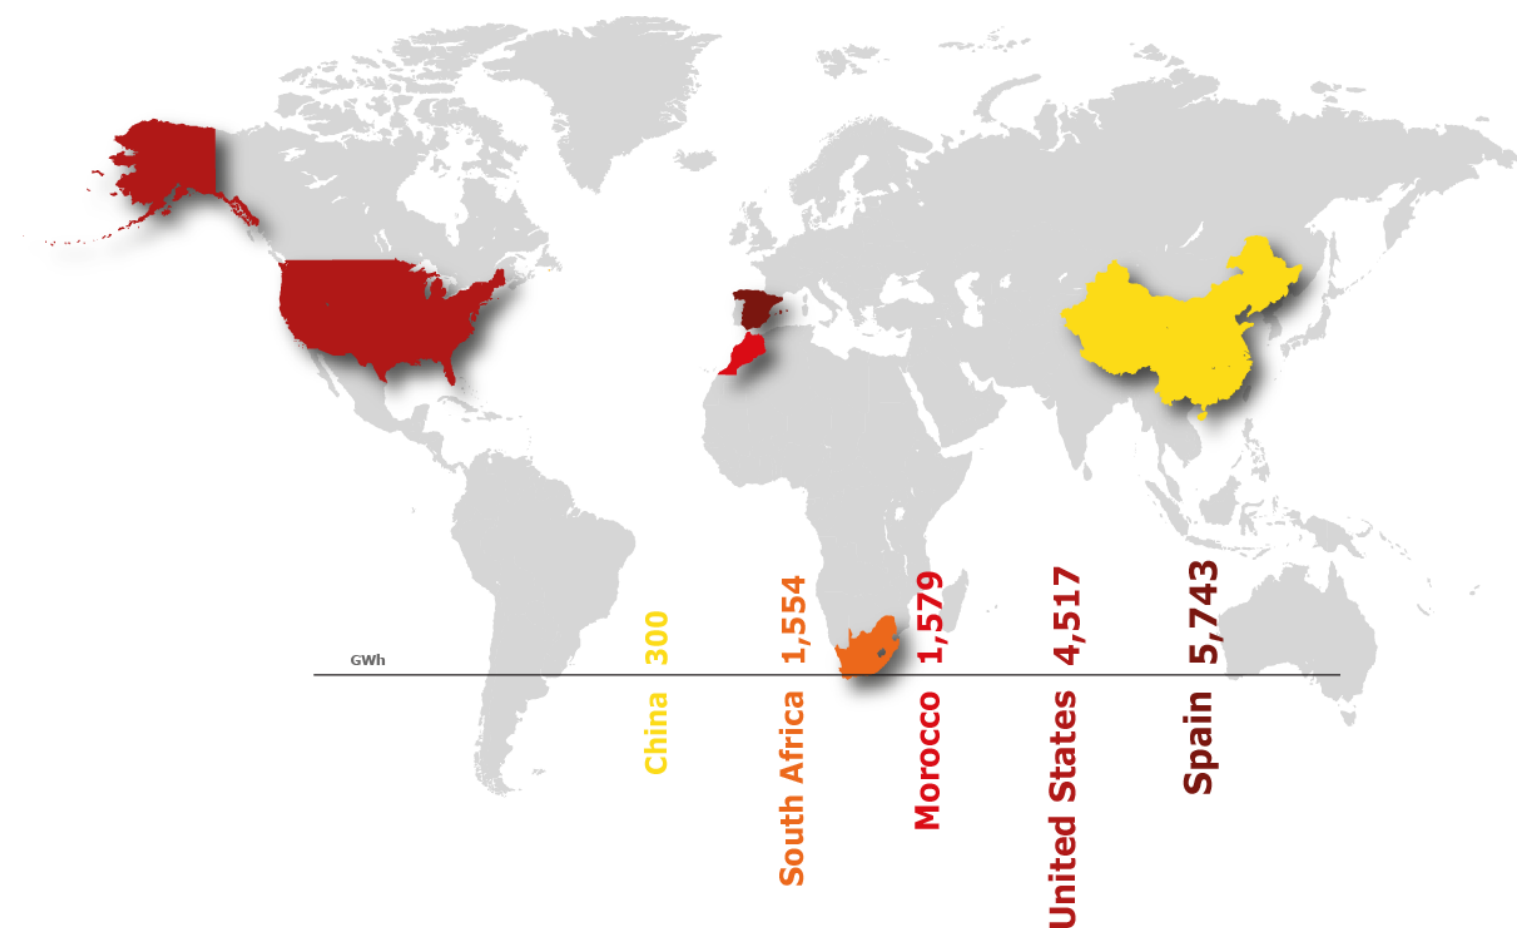 GWh
China 300
South Africa 1,554
Morocco 1,579
United States 4,517
Spain 5,743